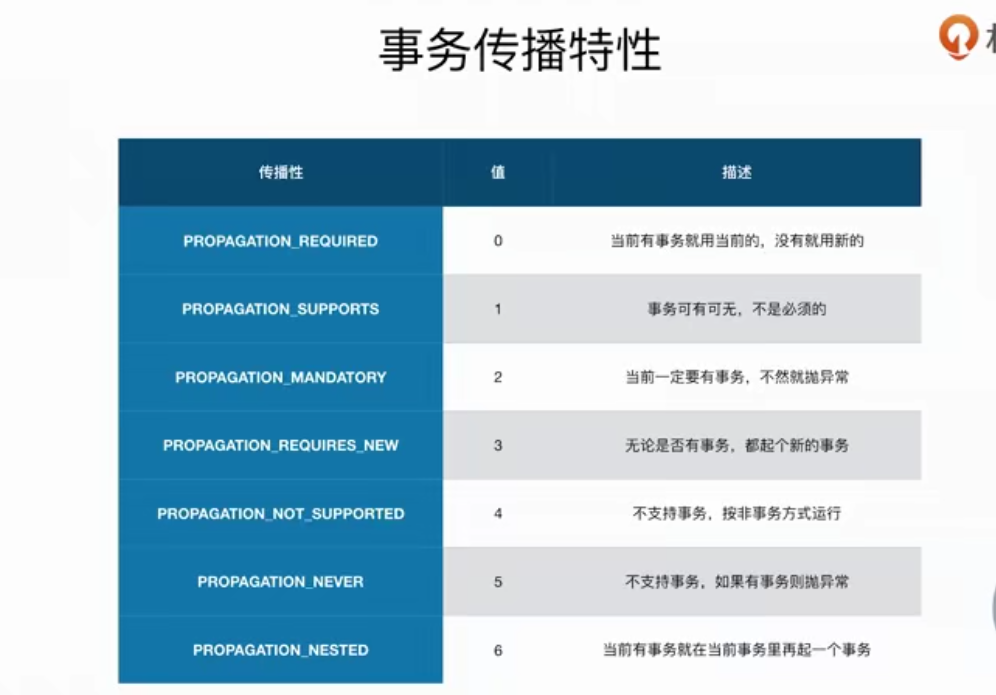 事务传播特性
传播性 值 描述
PROPAGATION_REQUIRED 0 当前有事务就用当前的，没有就用新的
PROPAGATION_SUPPORTS 1 事务可有可无，不是必须的
PROPAGATION_MANDATORY 2 当前一定要有事务，不然就抛异常
PROPAGATION_REQUIRES_NEW 3 无论是否有事务，都起个新的事务
PROPAGATION_NOT_SUPPORTED 4 不支持事务，按非事务方式运行
PROPAGATION_NEVER 5 不支持事务，如果有事务则抛异常
PROPAGATION_NESTED 6 当前有事务就在当前事务里再起一个事务